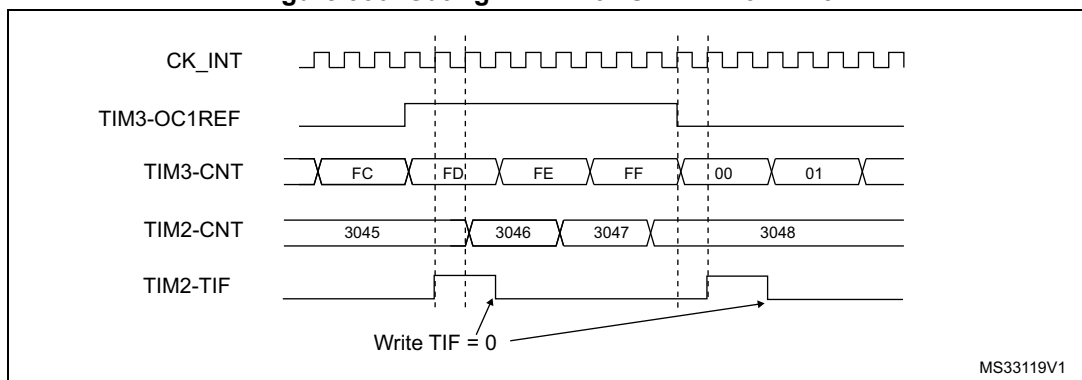 CK_INT
TIM3-OC1REF
TIM3-CNT FC FD FE FF 00 01
TIM2-CNT 3045 3046 3047 3048
TIM2-TIF
Write TIF = 0
MS33119V1